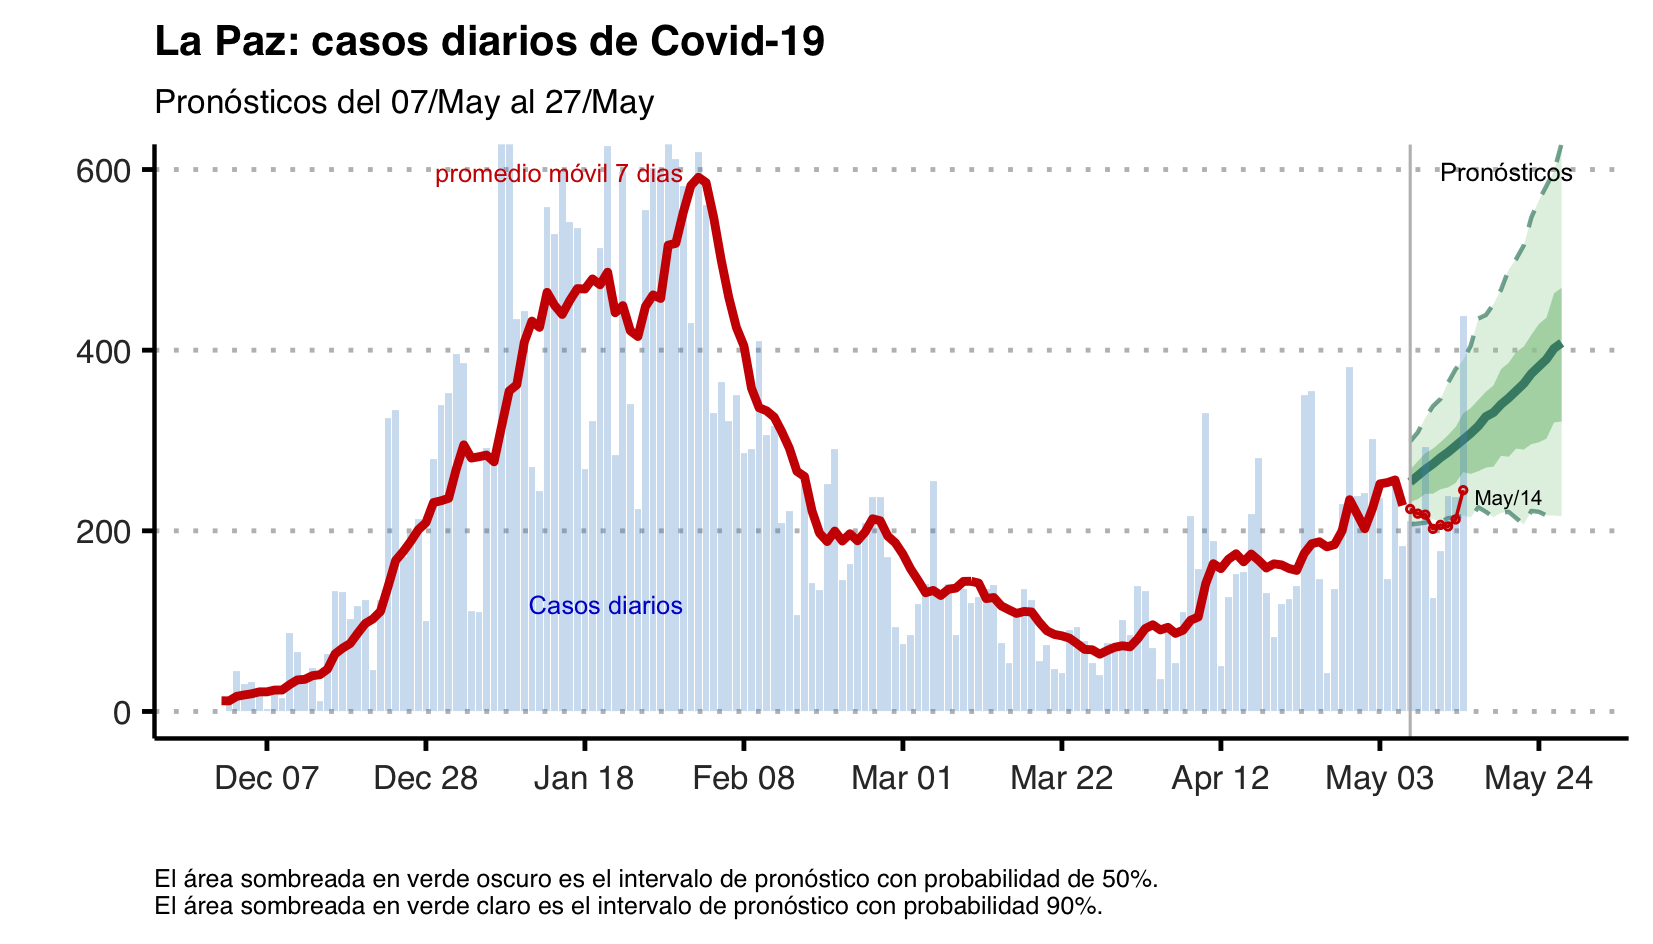 La Paz: casos diarios de Covid-19
Pronósticos del 07/May al 27/May
600
promedio móvil 7 dias
Pronósticos
400
May/14
200
Casos diarios
0
Dec 07 Dec 28 Jan 18 Feb 08 Mar 01 Mar 22 Apr 12 May 03 May 24
El área sombreada en verde oscuro es el intervalo de pronóstico con probabilidad de 50%.
El área sombreada en verde claro es el intervalo de pronóstico con probabilidad 90%.